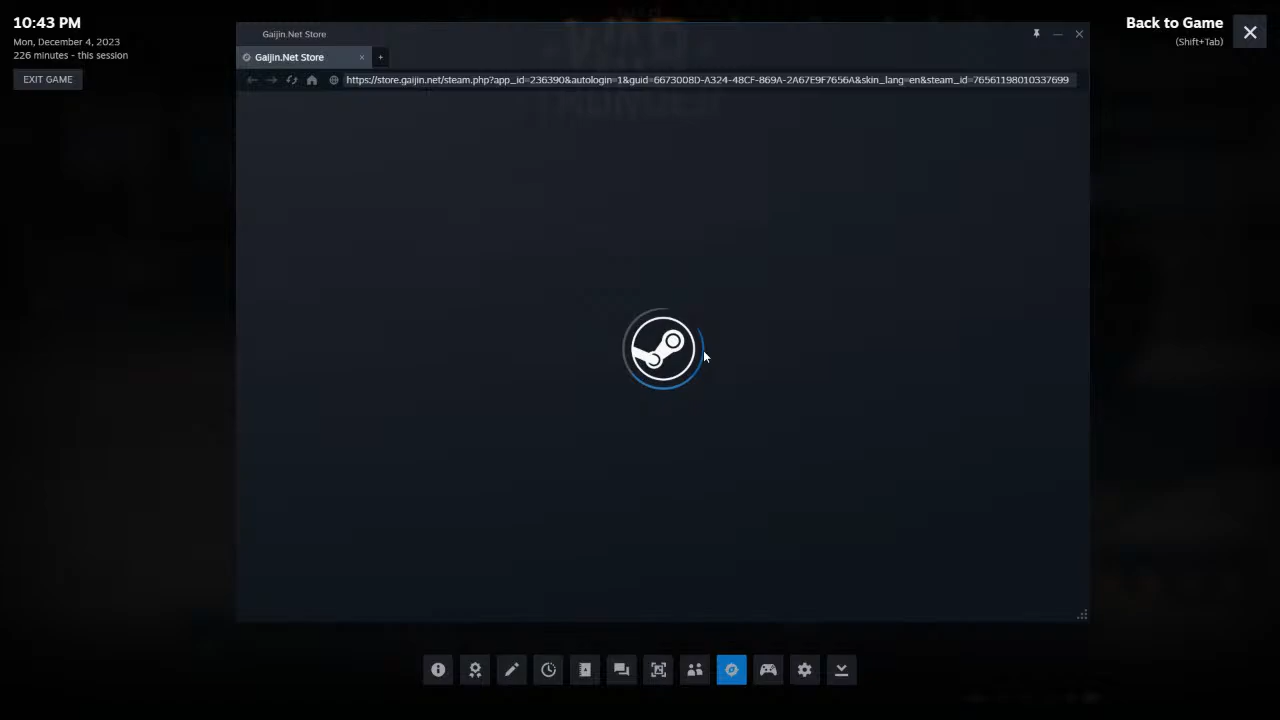 10:43 PM
Mon, December 4, 2023
226 minutes - this session
EXIT GAME
Back to Game
(Shift+Tab)
Gaijin.Net Store
Gaijin.Net Store
https://store.gaijin.net/steam.php?app_id=236390&autologin=1&guid=6673008D-A324-48CF-869A-2A67E9F7656A&skin_lang=en&steam_id=76561198010337699